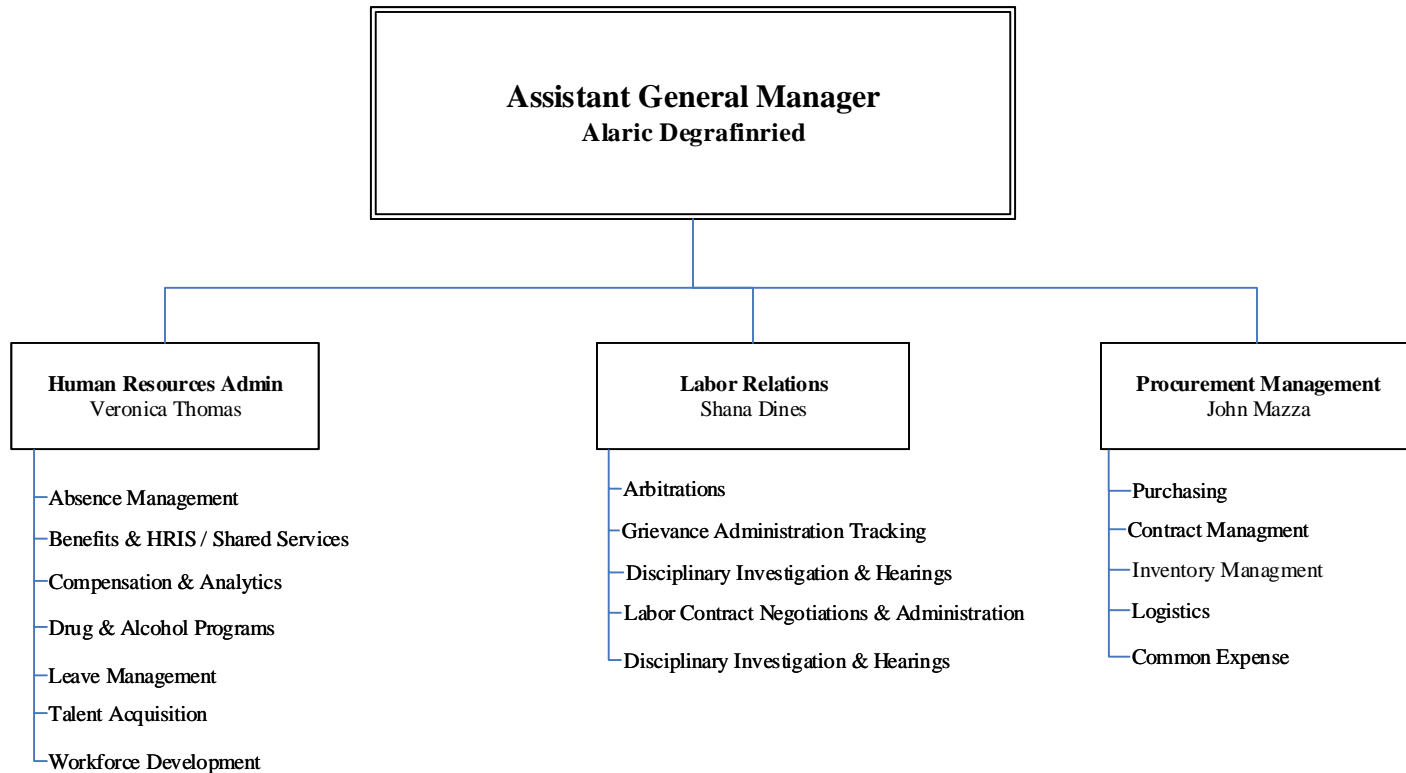 Assistant General Manager
Alaric Degrafinried
Human Resources Admin
Veronica Thomas
Absence Management
Benefits & HRIS / Shared Services
Compensation & Analytics
Drug & Alcohol Programs
Leave Management
Talent Acquisition
Workforce Development
Labor Relations
Shana Dines
Arbitrations
Grievance Administration Tracking
Disciplinary Investigation & Hearings
Labor Contract Negotiations & Administration
Disciplinary Investigation & Hearings
Procurement Management
John Mazza
Purchasing
Contract Managment
Inventory Managment
Logistics
Common Expense